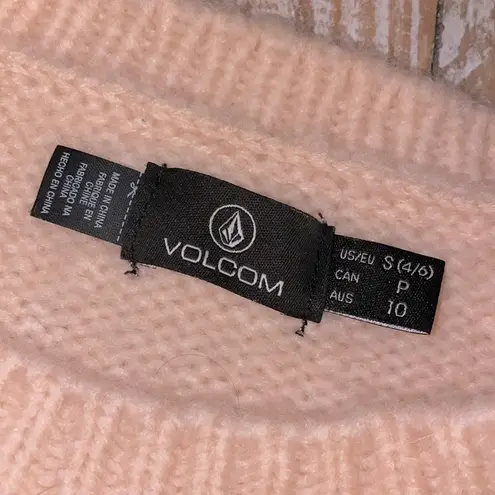 MADE IN CHINA
FABRIQUE EN
CHINE
FABRICADO NA
CHINA
HECHO EN CHINA
VOLCOM
US/EU S (4/6)
CAN P
AUS 10